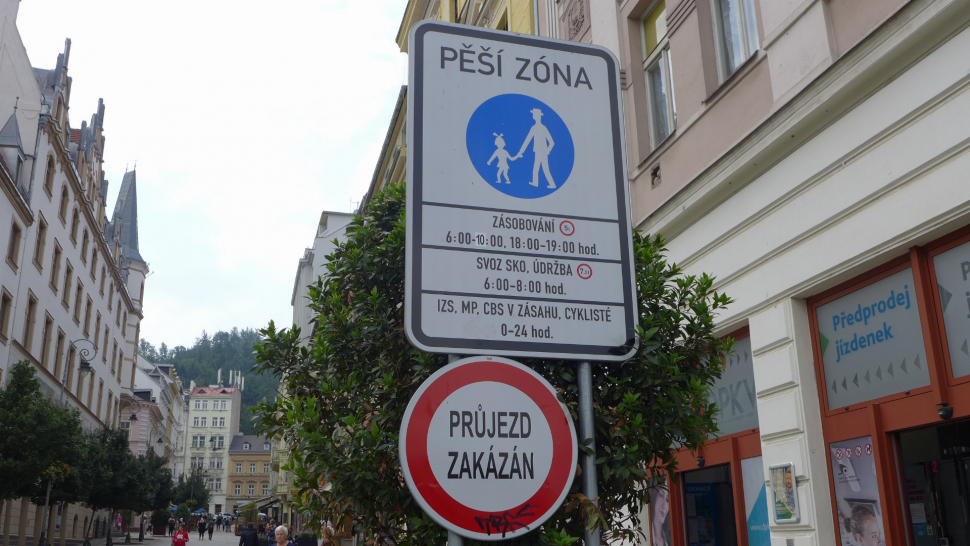 PĚŠÍ ZÓNA
ZÁSOBOVÁNÍ
6:00-10:00, 18:00-19:00 hod.
SVOZ SKO, ÚDRŽBA
6:00-8:00 hod.
IZS, MP, CBS V ZÁSAHU, CYKLISTÉ
0-24 hod.
PRŮJEZD
ZAKÁZÁN
Předprodej
jízdenek